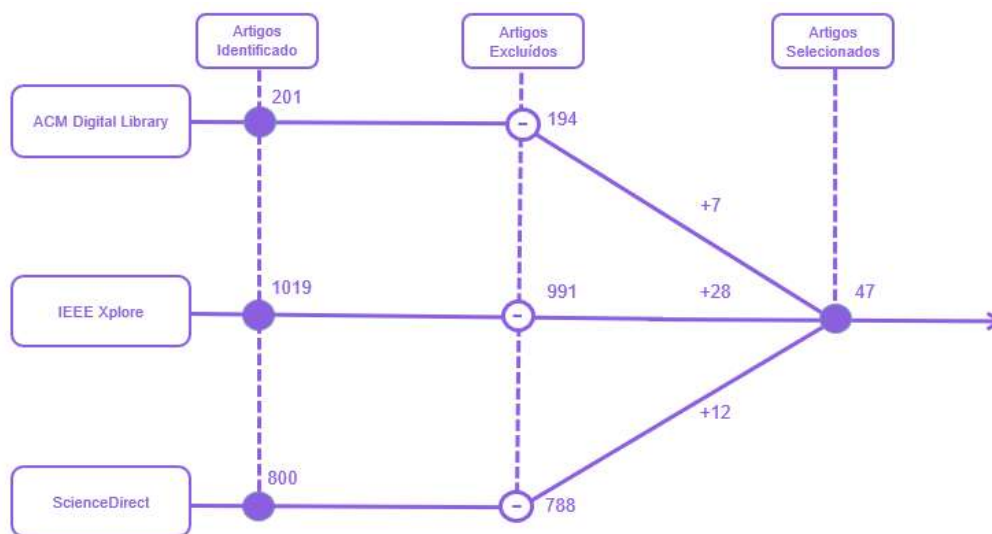 Artigos
Identificado
Artigos
Excluídos
Artigos
Selecionados
ACM Digital Library
201
-
194
+7
IEEE Xplore
1019
-
991
+28
47
+12
ScienceDirect
800
-
788